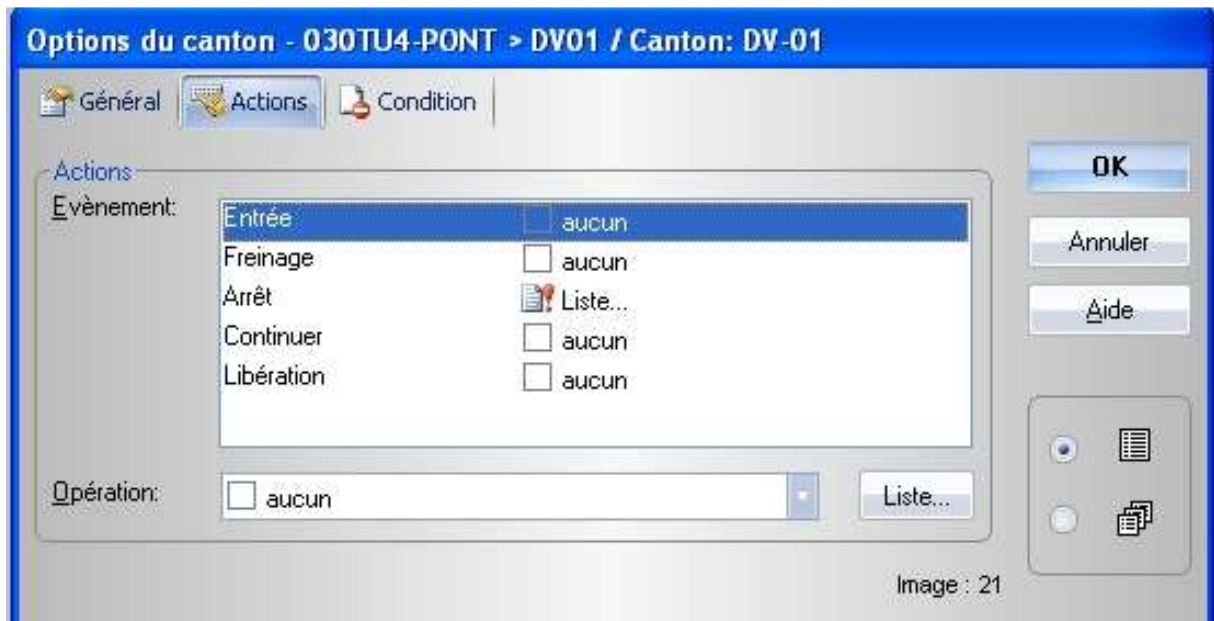 Options du canton - 030TU4-PONT > DV01 / Canton: DV-01
Général Actions Condition
Actions
Evènement:
Entrée aucun
Freinage aucun
Arrêt Liste...
Continuer aucun
Libération aucun
Opération: aucun Liste...
OK
Annuler
Aide
Image : 21